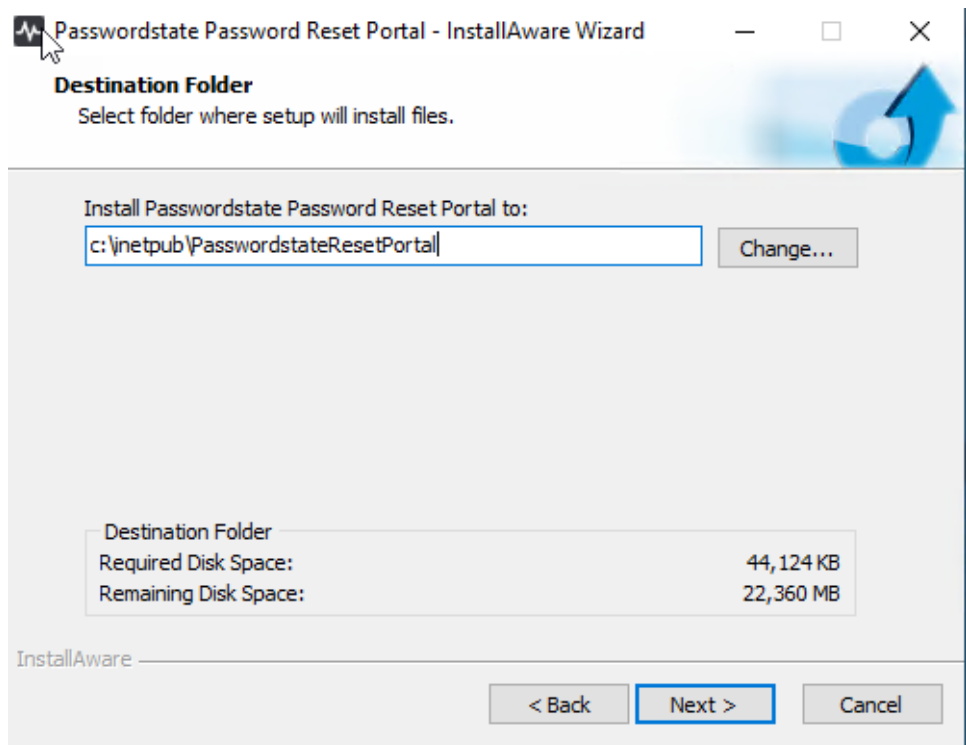 Passwordstate Password Reset Portal - InstallAware Wizard
Destination Folder
Select folder where setup will install files.
Install Passwordstate Password Reset Portal to:
c:\inetpub\PasswordstateResetPortal
Change...
Destination Folder
Required Disk Space: 44,124 KB
Remaining Disk Space: 22,360 MB
InstallAware
< Back Next > Cancel